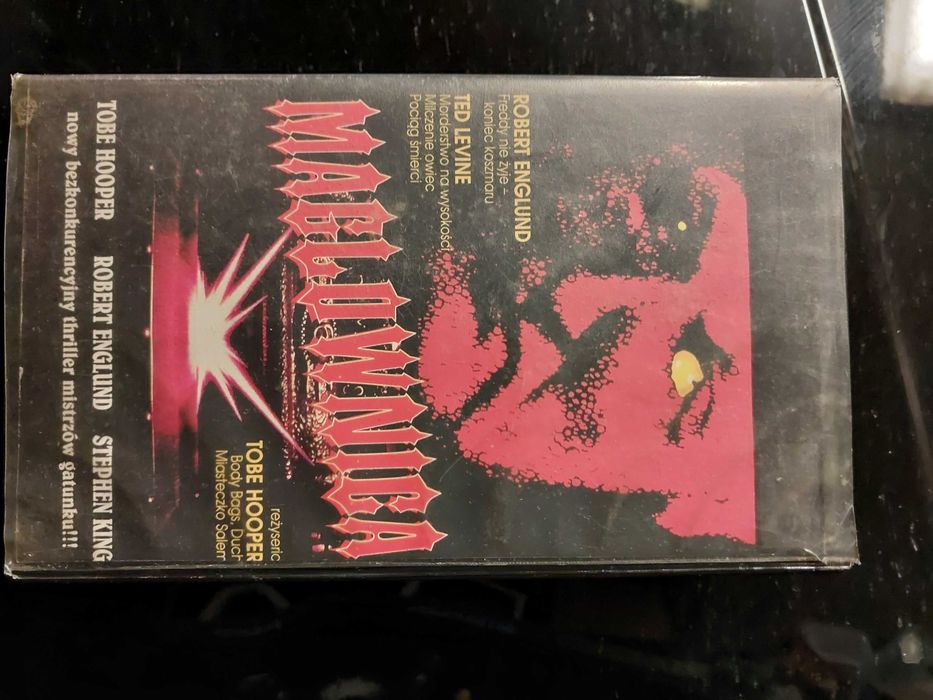 ROBERT ENGLUND
Freddy nie żyje –
koniec koszmaru
TED LEVINE
Morderstwo na wysokości
Milczenie owiec
Pociąg śmierci
MAGLOWNICA
reżyseria
TOBE HOOPER
Body Bags, Duch
Miasteczko Salem
TOBE HOOPER ROBERT ENGLUND STEPHEN KING
nowy bezkonkurencyjny thriller mistrzów gatunku!!!